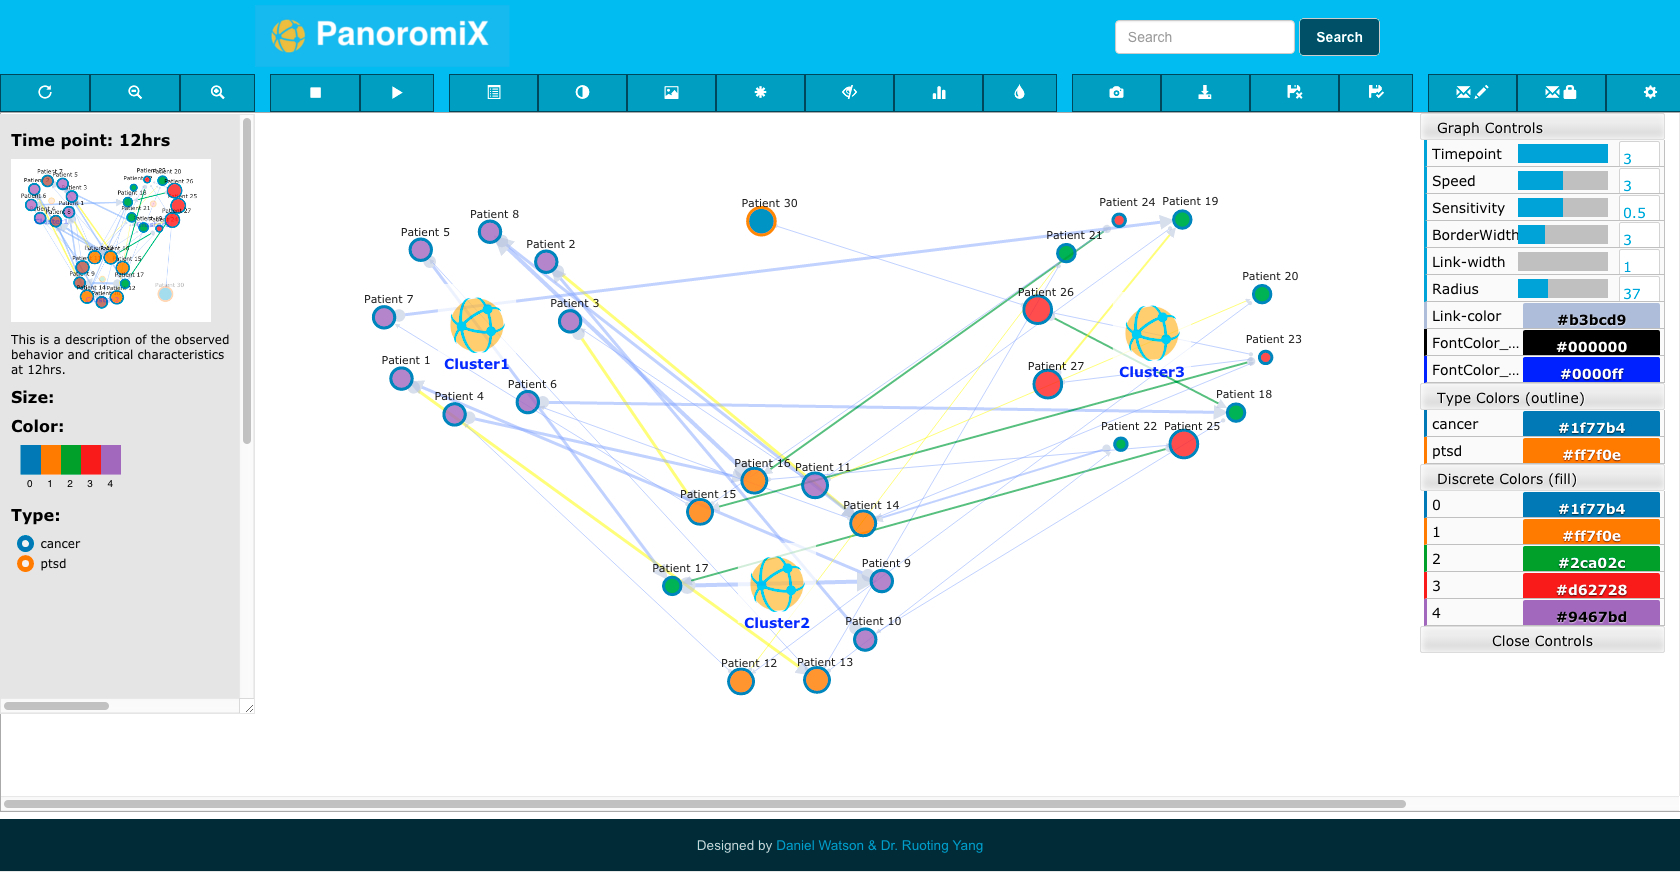 PanoromiX
Search
Search
Time point: 12hrs
This is a description of the observed
behavior and critical characteristics
at 12hrs.
Size:
Color:
0 1 2 3 4
Type:
cancer
ptsd
Patient 30
Patient 24
Patient 19
Patient 8
Patient 5
Patient 2
Patient 21
Patient 20
Patient 26
Patient 7
Patient 3
Patient 23
Cluster1
Cluster3
Patient 1
Patient 27
Patient 6
Patient 4
Patient 18
Patient 22
Patient 25
Patient 16
Patient 11
Patient 15
Patient 14
Patient 17
Patient 9
Cluster2
Patient 10
Patient 12
Patient 13
Graph Controls
Timepoint 3
Speed 3
Sensitivity 0.5
BorderWidth 3
Link-width 1
Radius 37
Link-color #b3bcd9
FontColor_... #000000
FontColor_... #0000ff
Type Colors (outline)
cancer #1f77b4
ptsd #ff7f0e
Discrete Colors (fill)
0 #1f77b4
1 #ff7f0e
2 #2ca02c
3 #d62728
4 #9467bd
Close Controls
Designed by Daniel Watson & Dr. Ruoting Yang